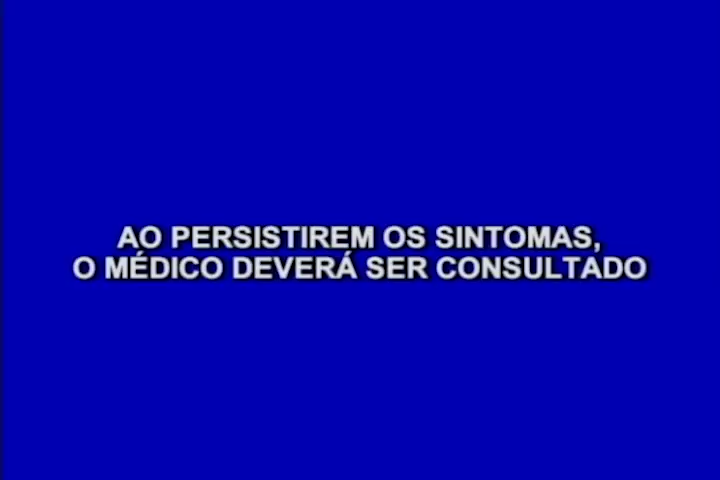 AO PERSISTIREM OS SINTOMAS,
O MÉDICO DEVERÁ SER CONSULTADO